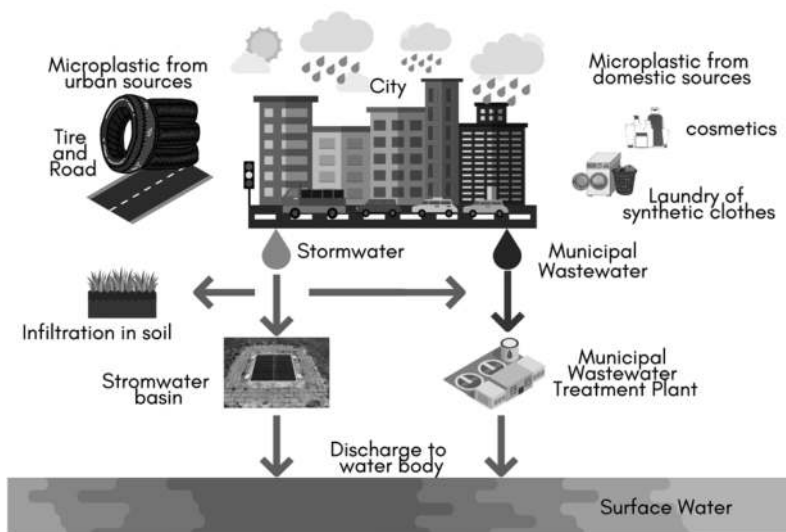 Microplastic from
urban sources
Tire
and
Road
City
Microplastic from
domestic sources
cosmetics
Laundry of
synthetic clothes
Stormwater
Municipal
Wastewater
Infiltration in soil
Stromwater
basin
Municipal
Wastewater
Treatment Plant
Discharge to
water body
Surface Water